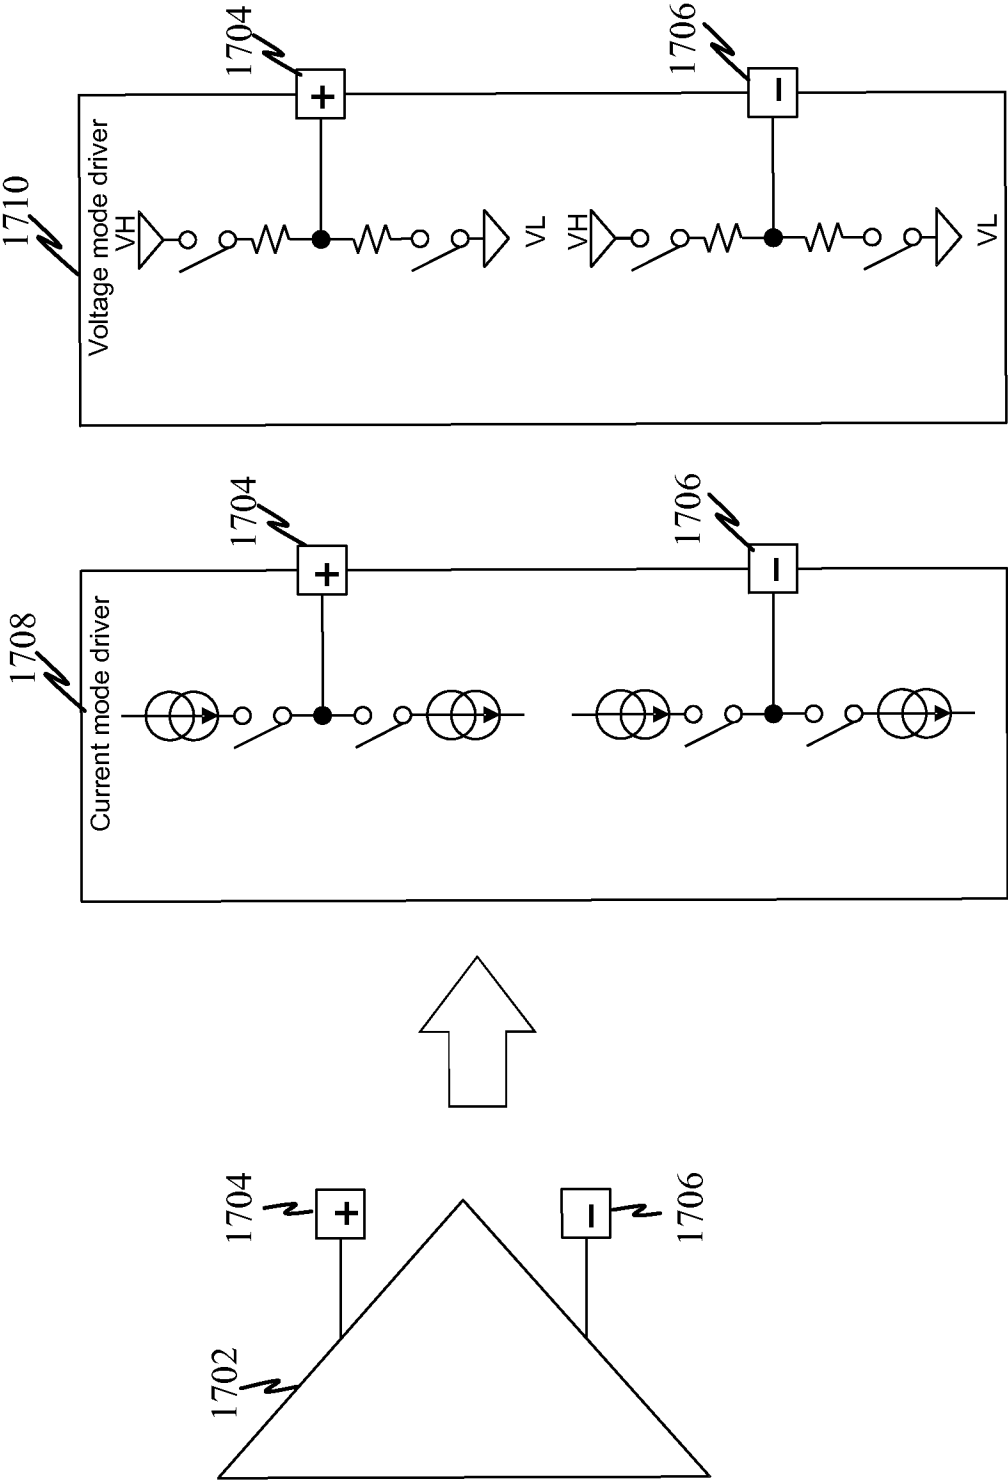 1702
1704
+
−
1706
1708
Current mode driver
1704
+
−
1706
1710
Voltage mode driver
VH
VL
1704
+
VH
VL
1706
−